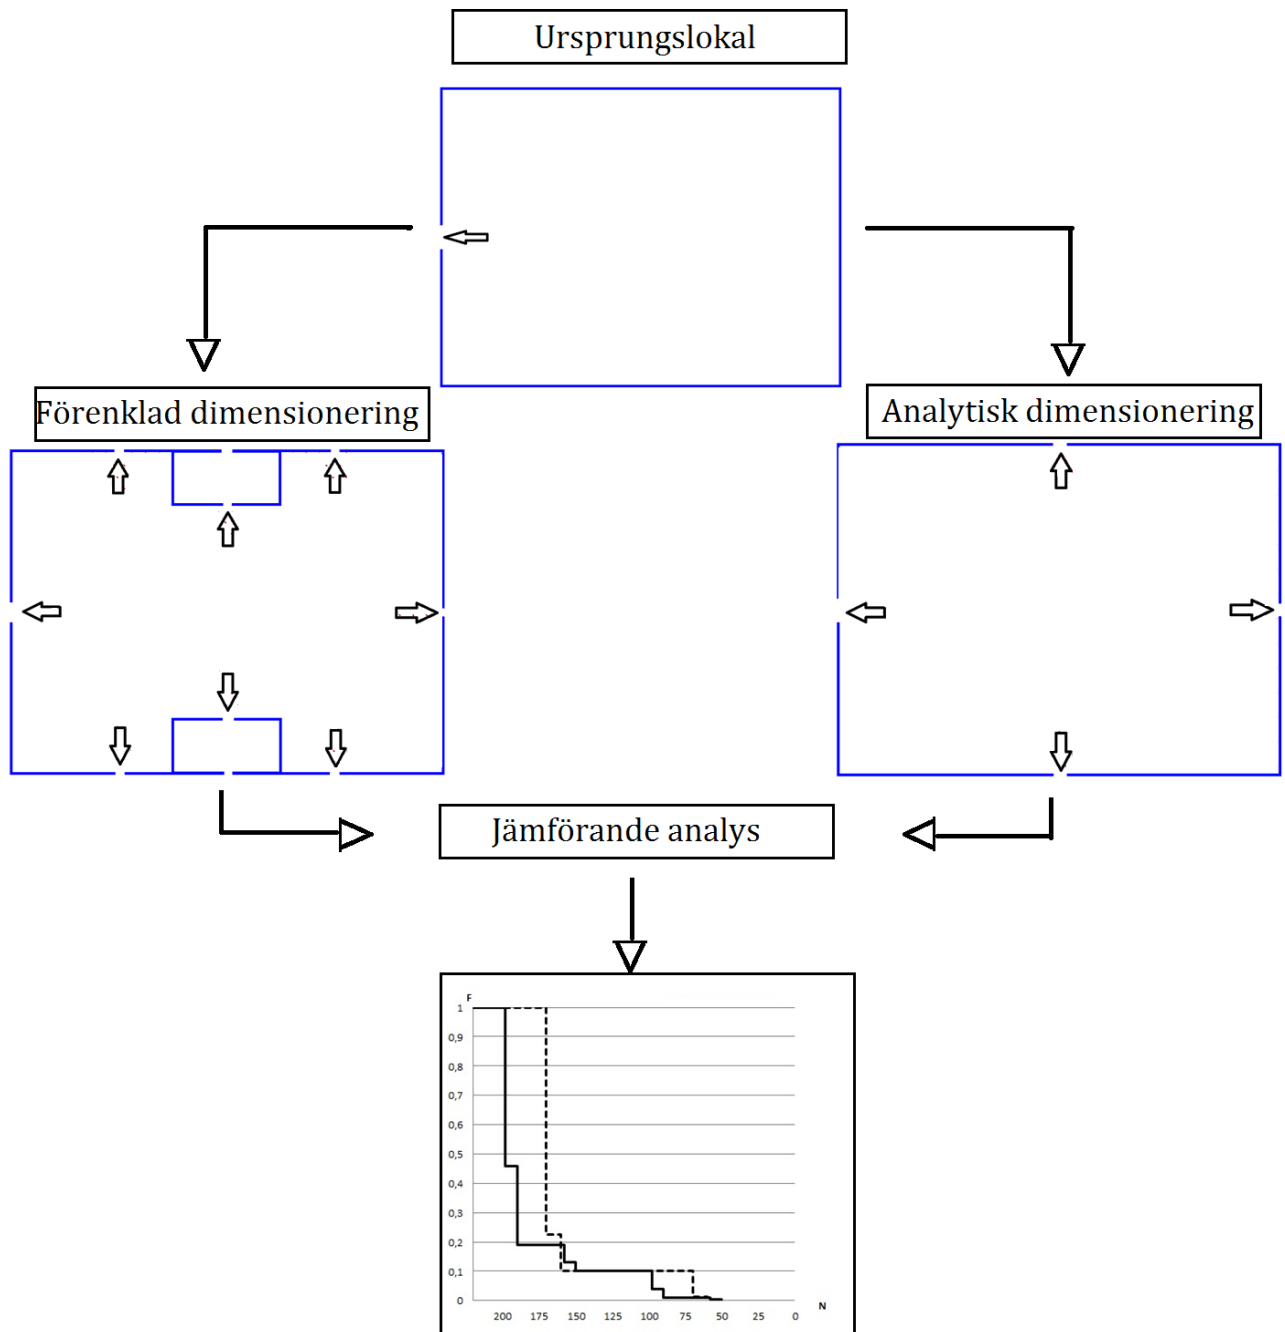 Ursprungslokal
Förenklad dimensionering
Analytisk dimensionering
Jämförande analys
F
1
0,9
0,8
0,7
0,6
0,5
0,4
0,3
0,2
0,1
0
200 175 150 125 100 75 50 25 0 N